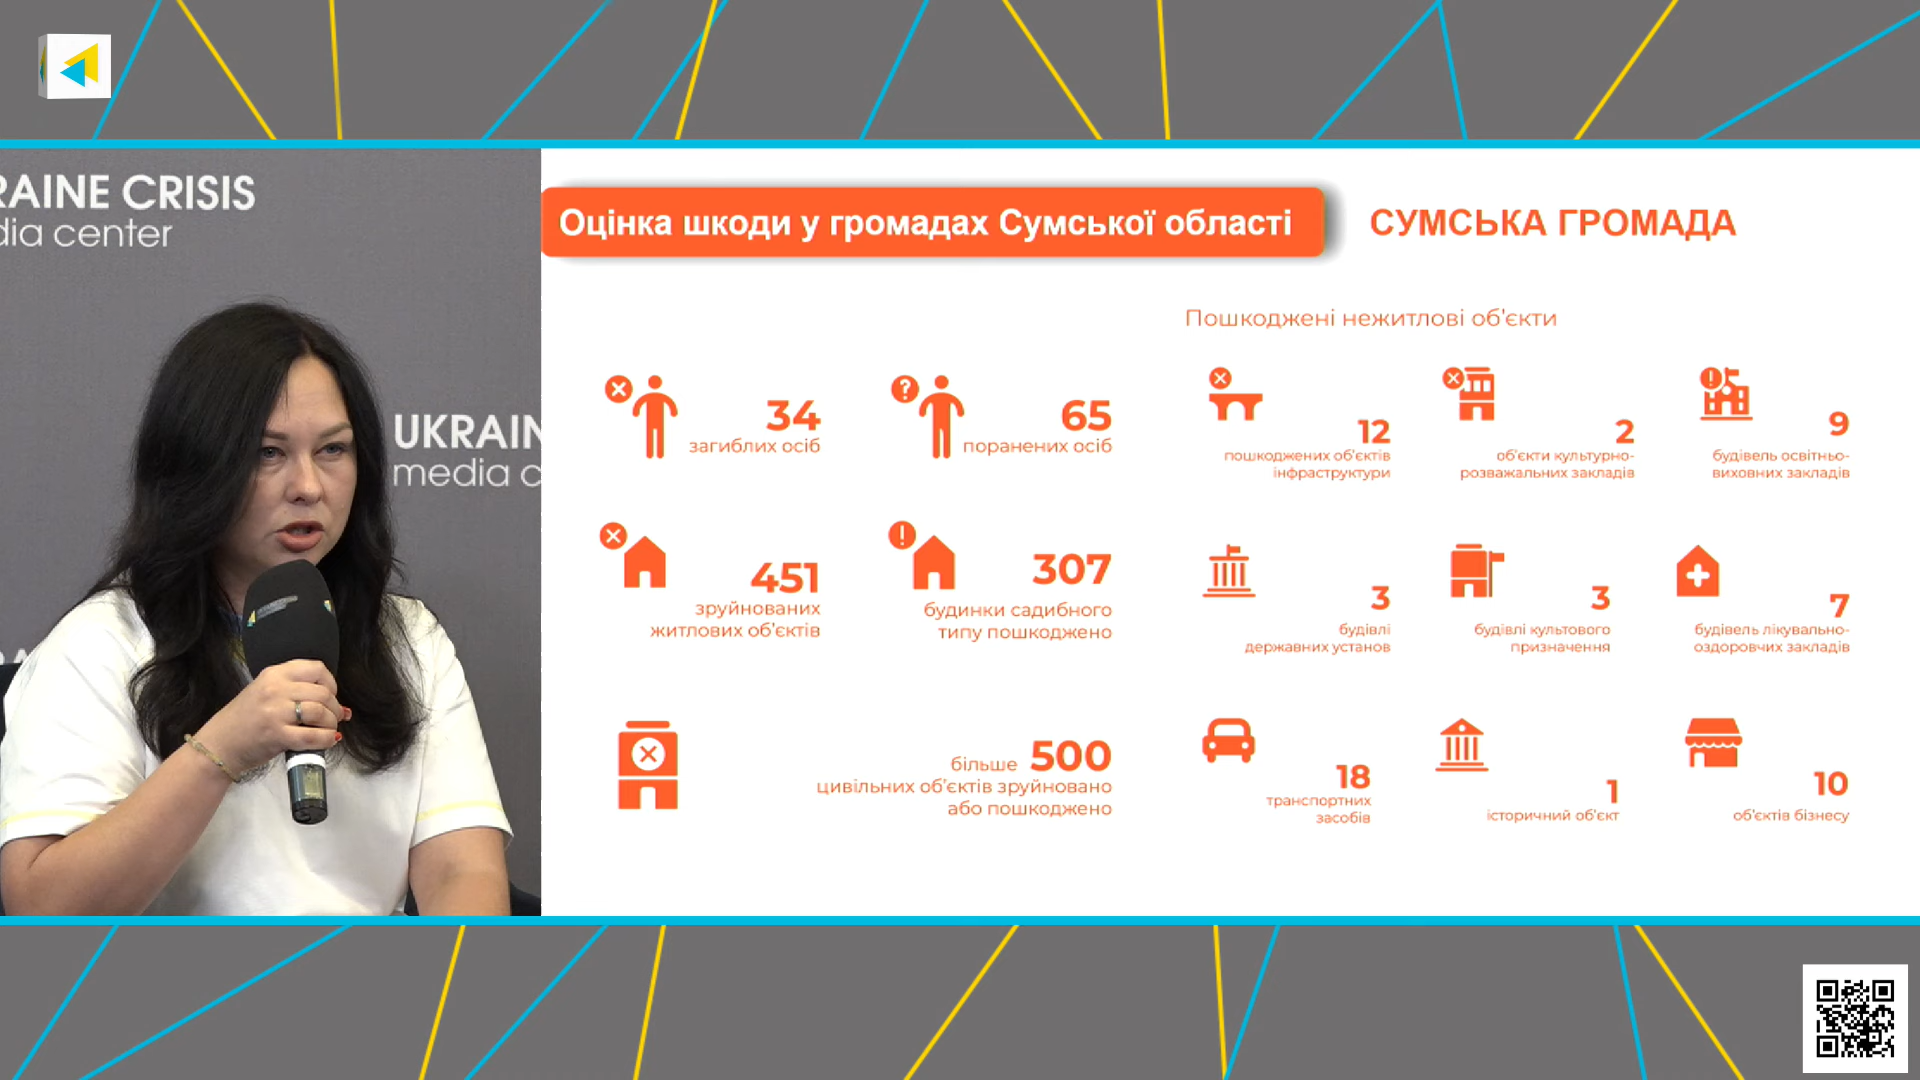 RAINE CRISIS
dia center
UKRAIN
media c
Оцінка шкоди у громадах Сумської області
СУМСЬКА ГРОМАДА
Пошкоджені нежитлові об'єкти
34
загиблих осіб
65
поранених осіб
451
зруйнованих
житлових об'єктів
307
будинки садибного
типу пошкоджено
більше 500
цивільних об'єктів зруйновано
або пошкоджено
12
пошкоджених об'єктів
інфраструктури
2
об'єкти культурно-
розважальних закладів
9
будівель освітньо-
виховних закладів
3
будівлі
державних установ
3
будівлі культового
призначення
7
будівель лікувально-
оздоровчих закладів
18
транспортних
засобів
1
історичний об'єкт
10
об'єктів бізнесу